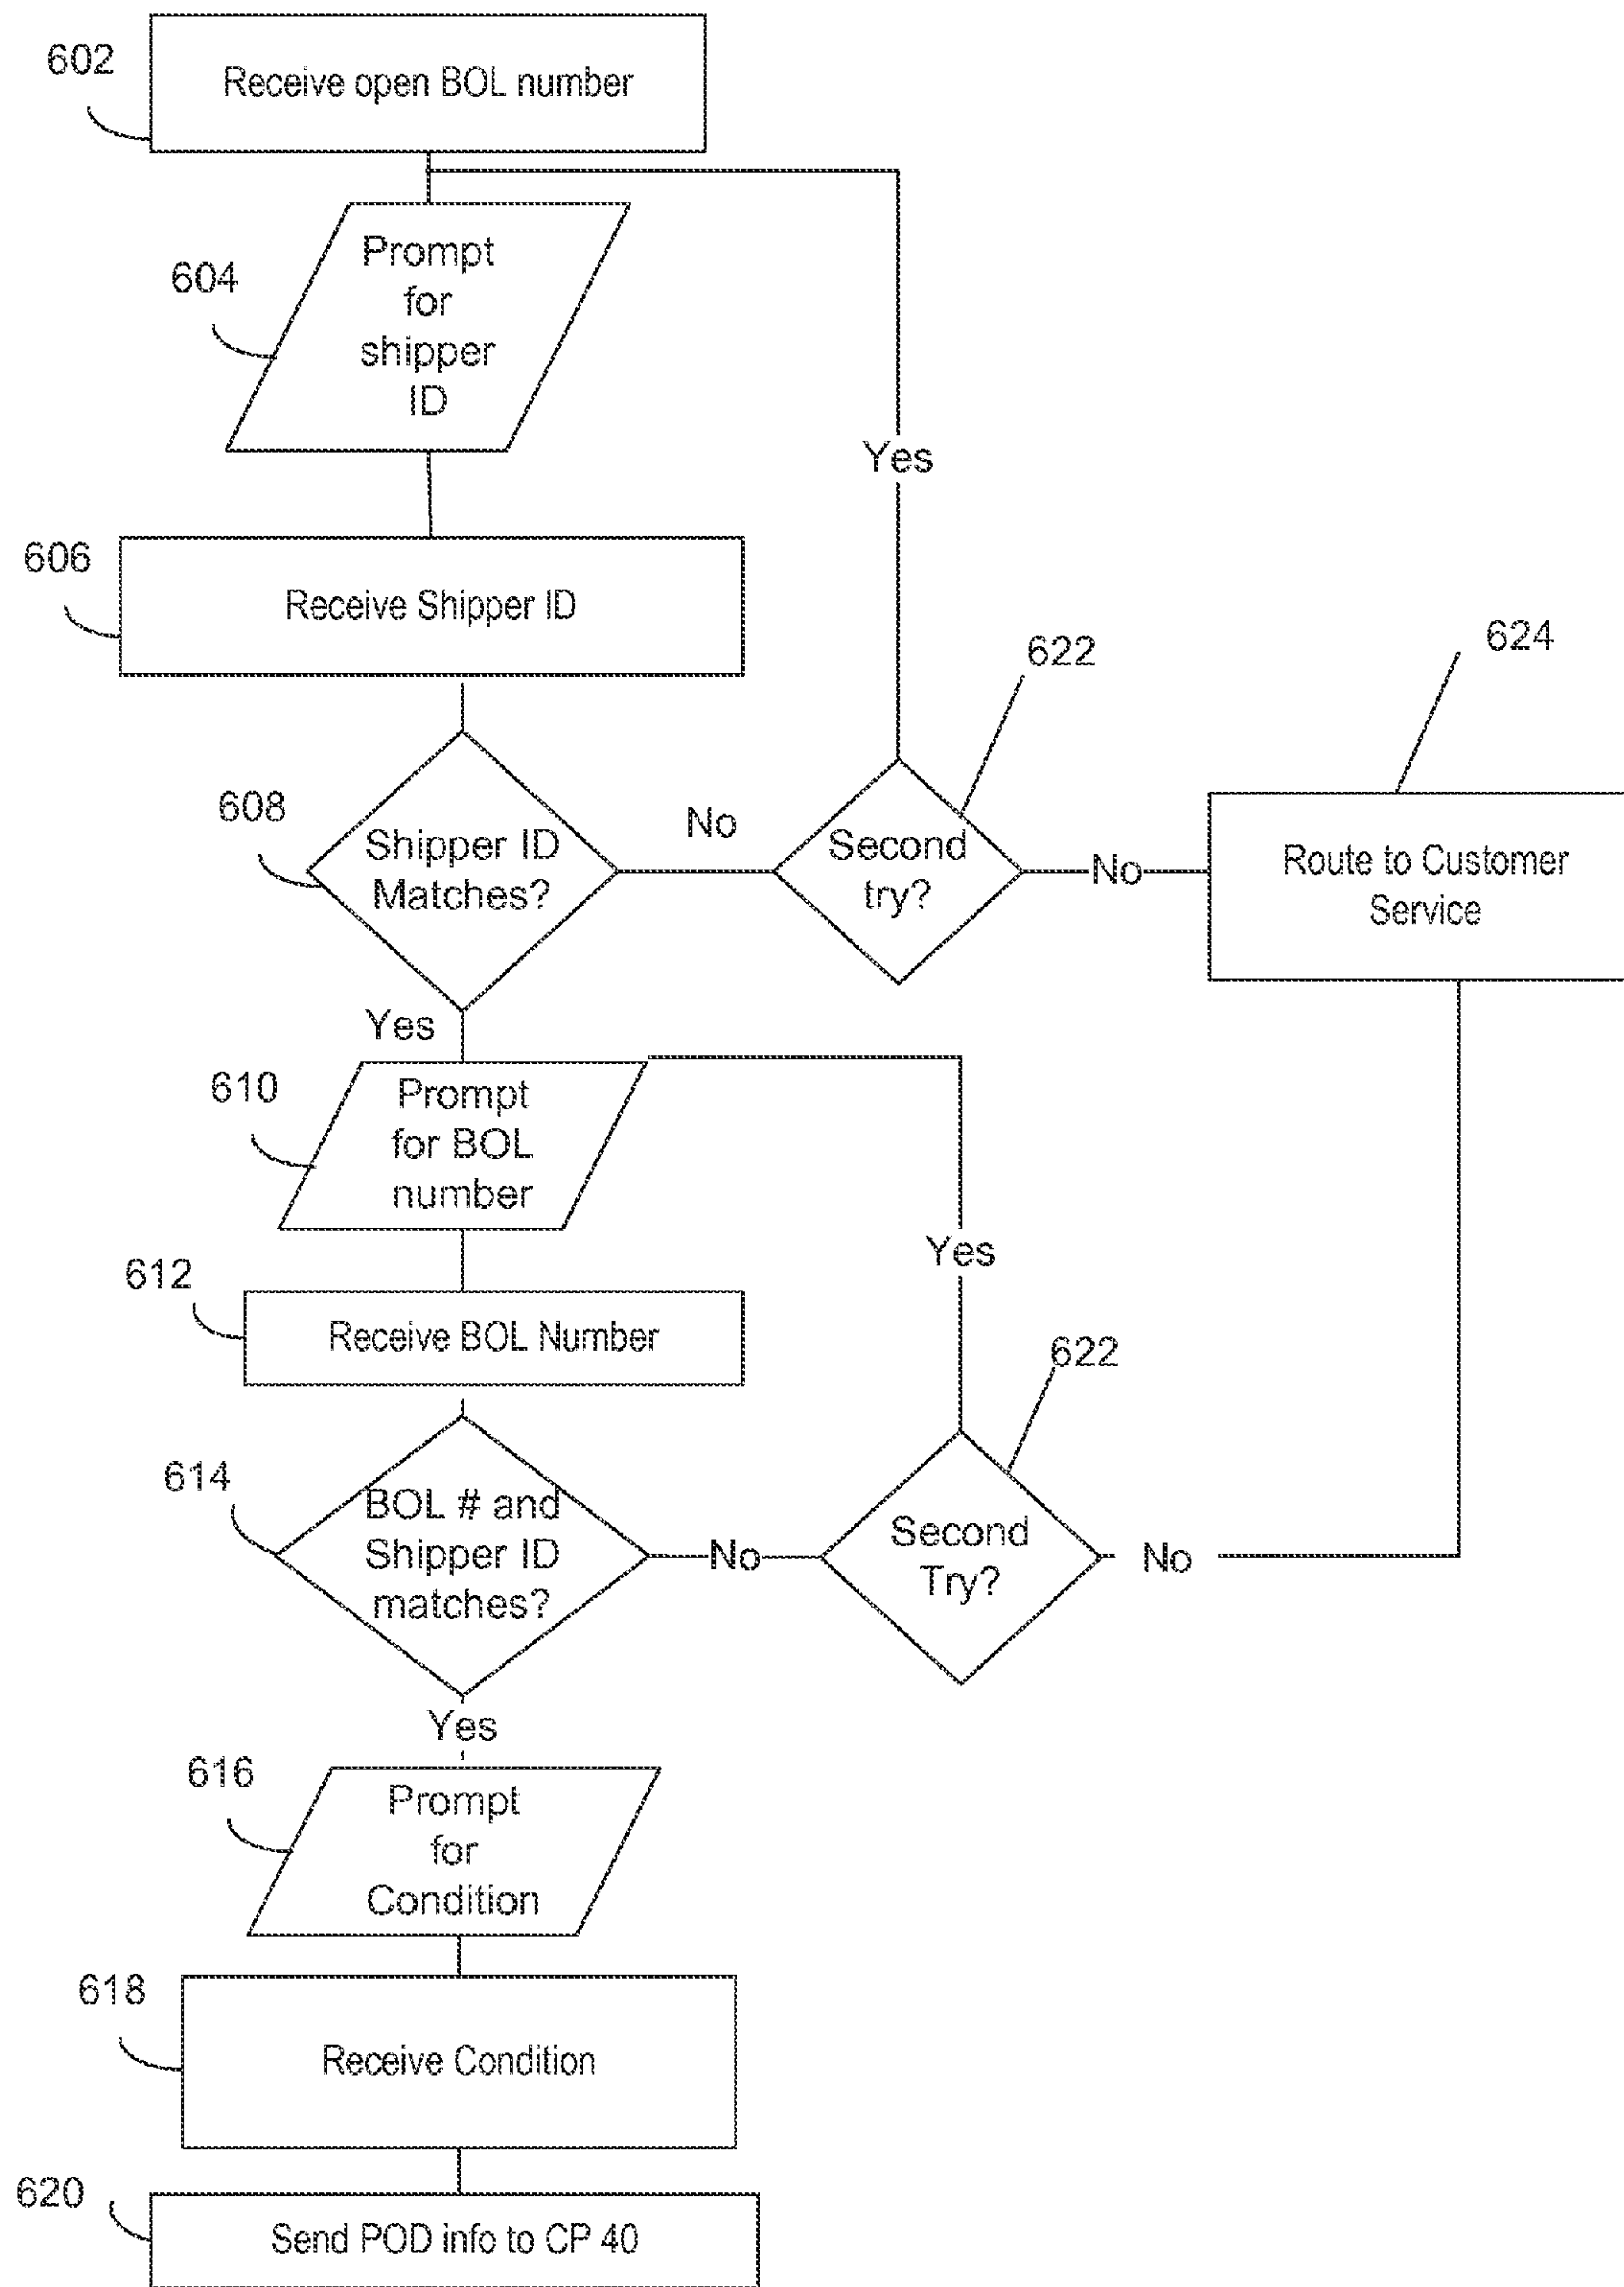 602
Receive open BOL number
604
Prompt
for
shipper
ID
Yes
606
Receive Shipper ID
622
624
608
Shipper ID
Matches?
No
Second
try?
No
Route to Customer
Service
Yes
610
Prompt
for BOL
number
Yes
612
Receive BOL Number
622
614
BOL # and
Shipper ID
matches?
No
Second
Try?
No
Yes
616
Prompt
for
Condition
618
Receive Condition
620
Send POD info to CP 40